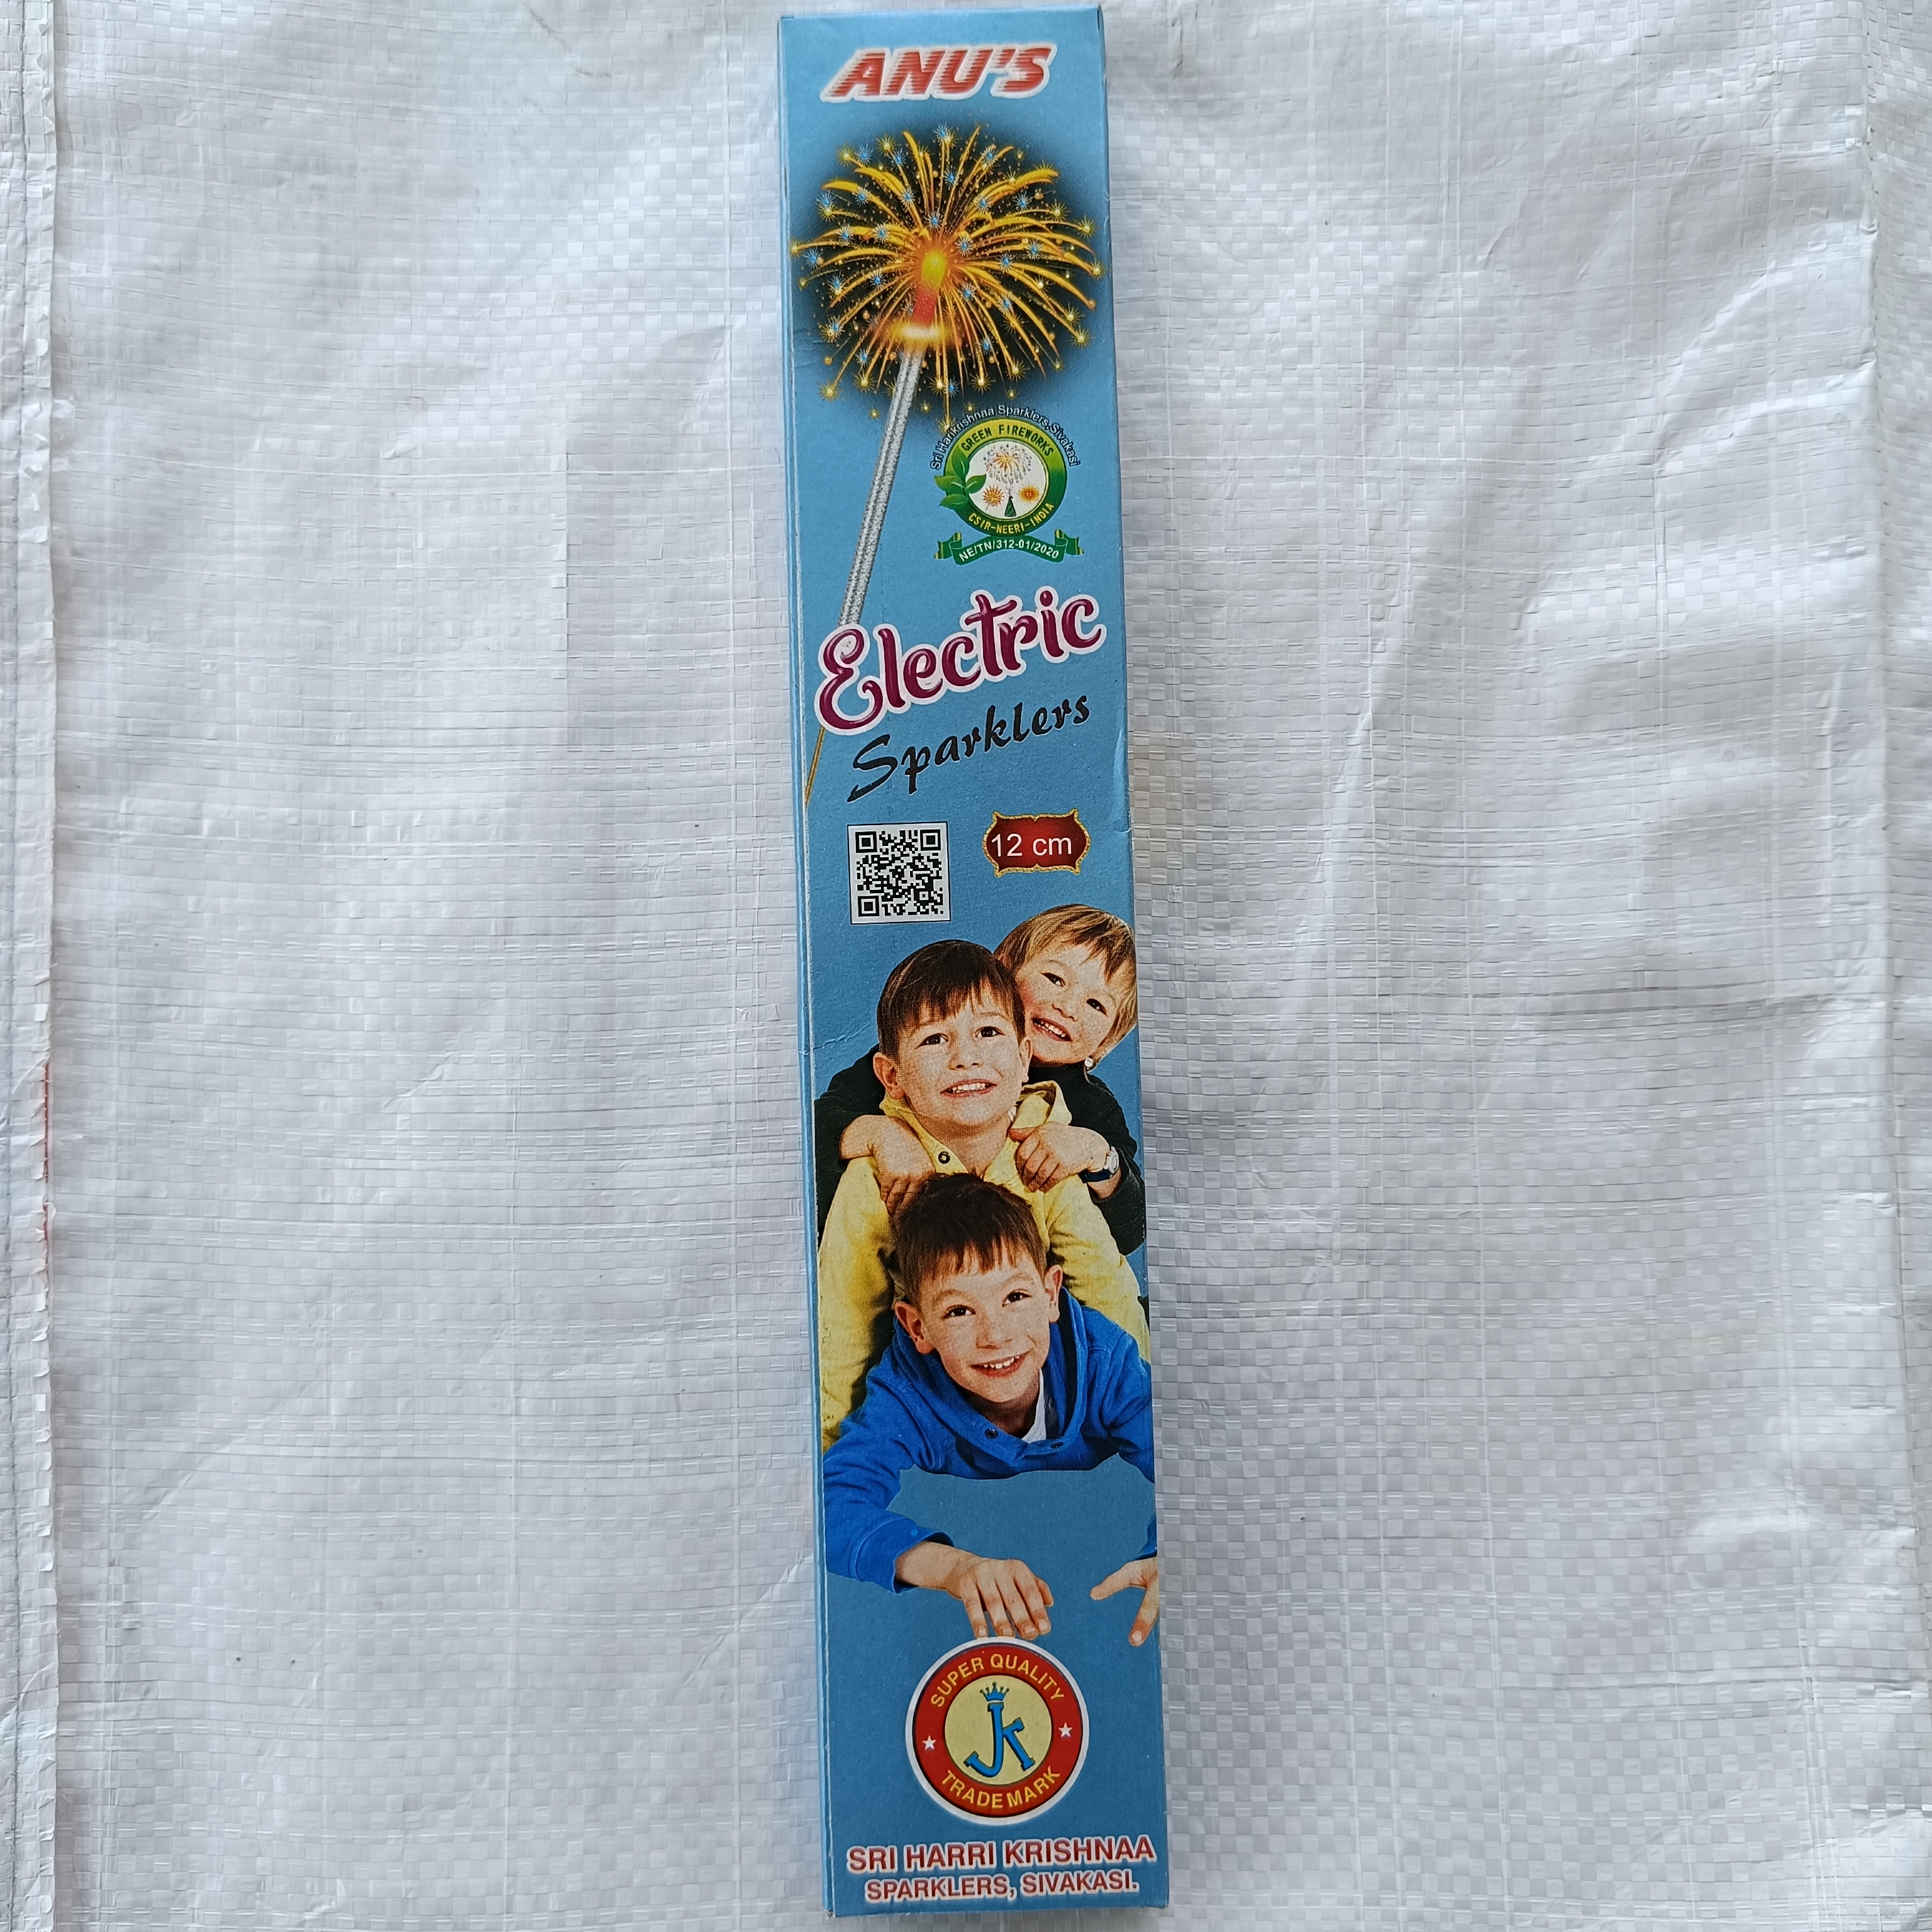 ANU'S
Sri Harikrishnaa Sparklers, Sivakasi
GREEN FIREWORKS
CSIR-NEERI-INDIA
NE/TN/312-01/2020
Electric
Sparklers
12 cm
SUPER QUALITY
JK
TRADE MARK
SRI HARRI KRISHNAA
SPARKLERS, SIVAKASI.